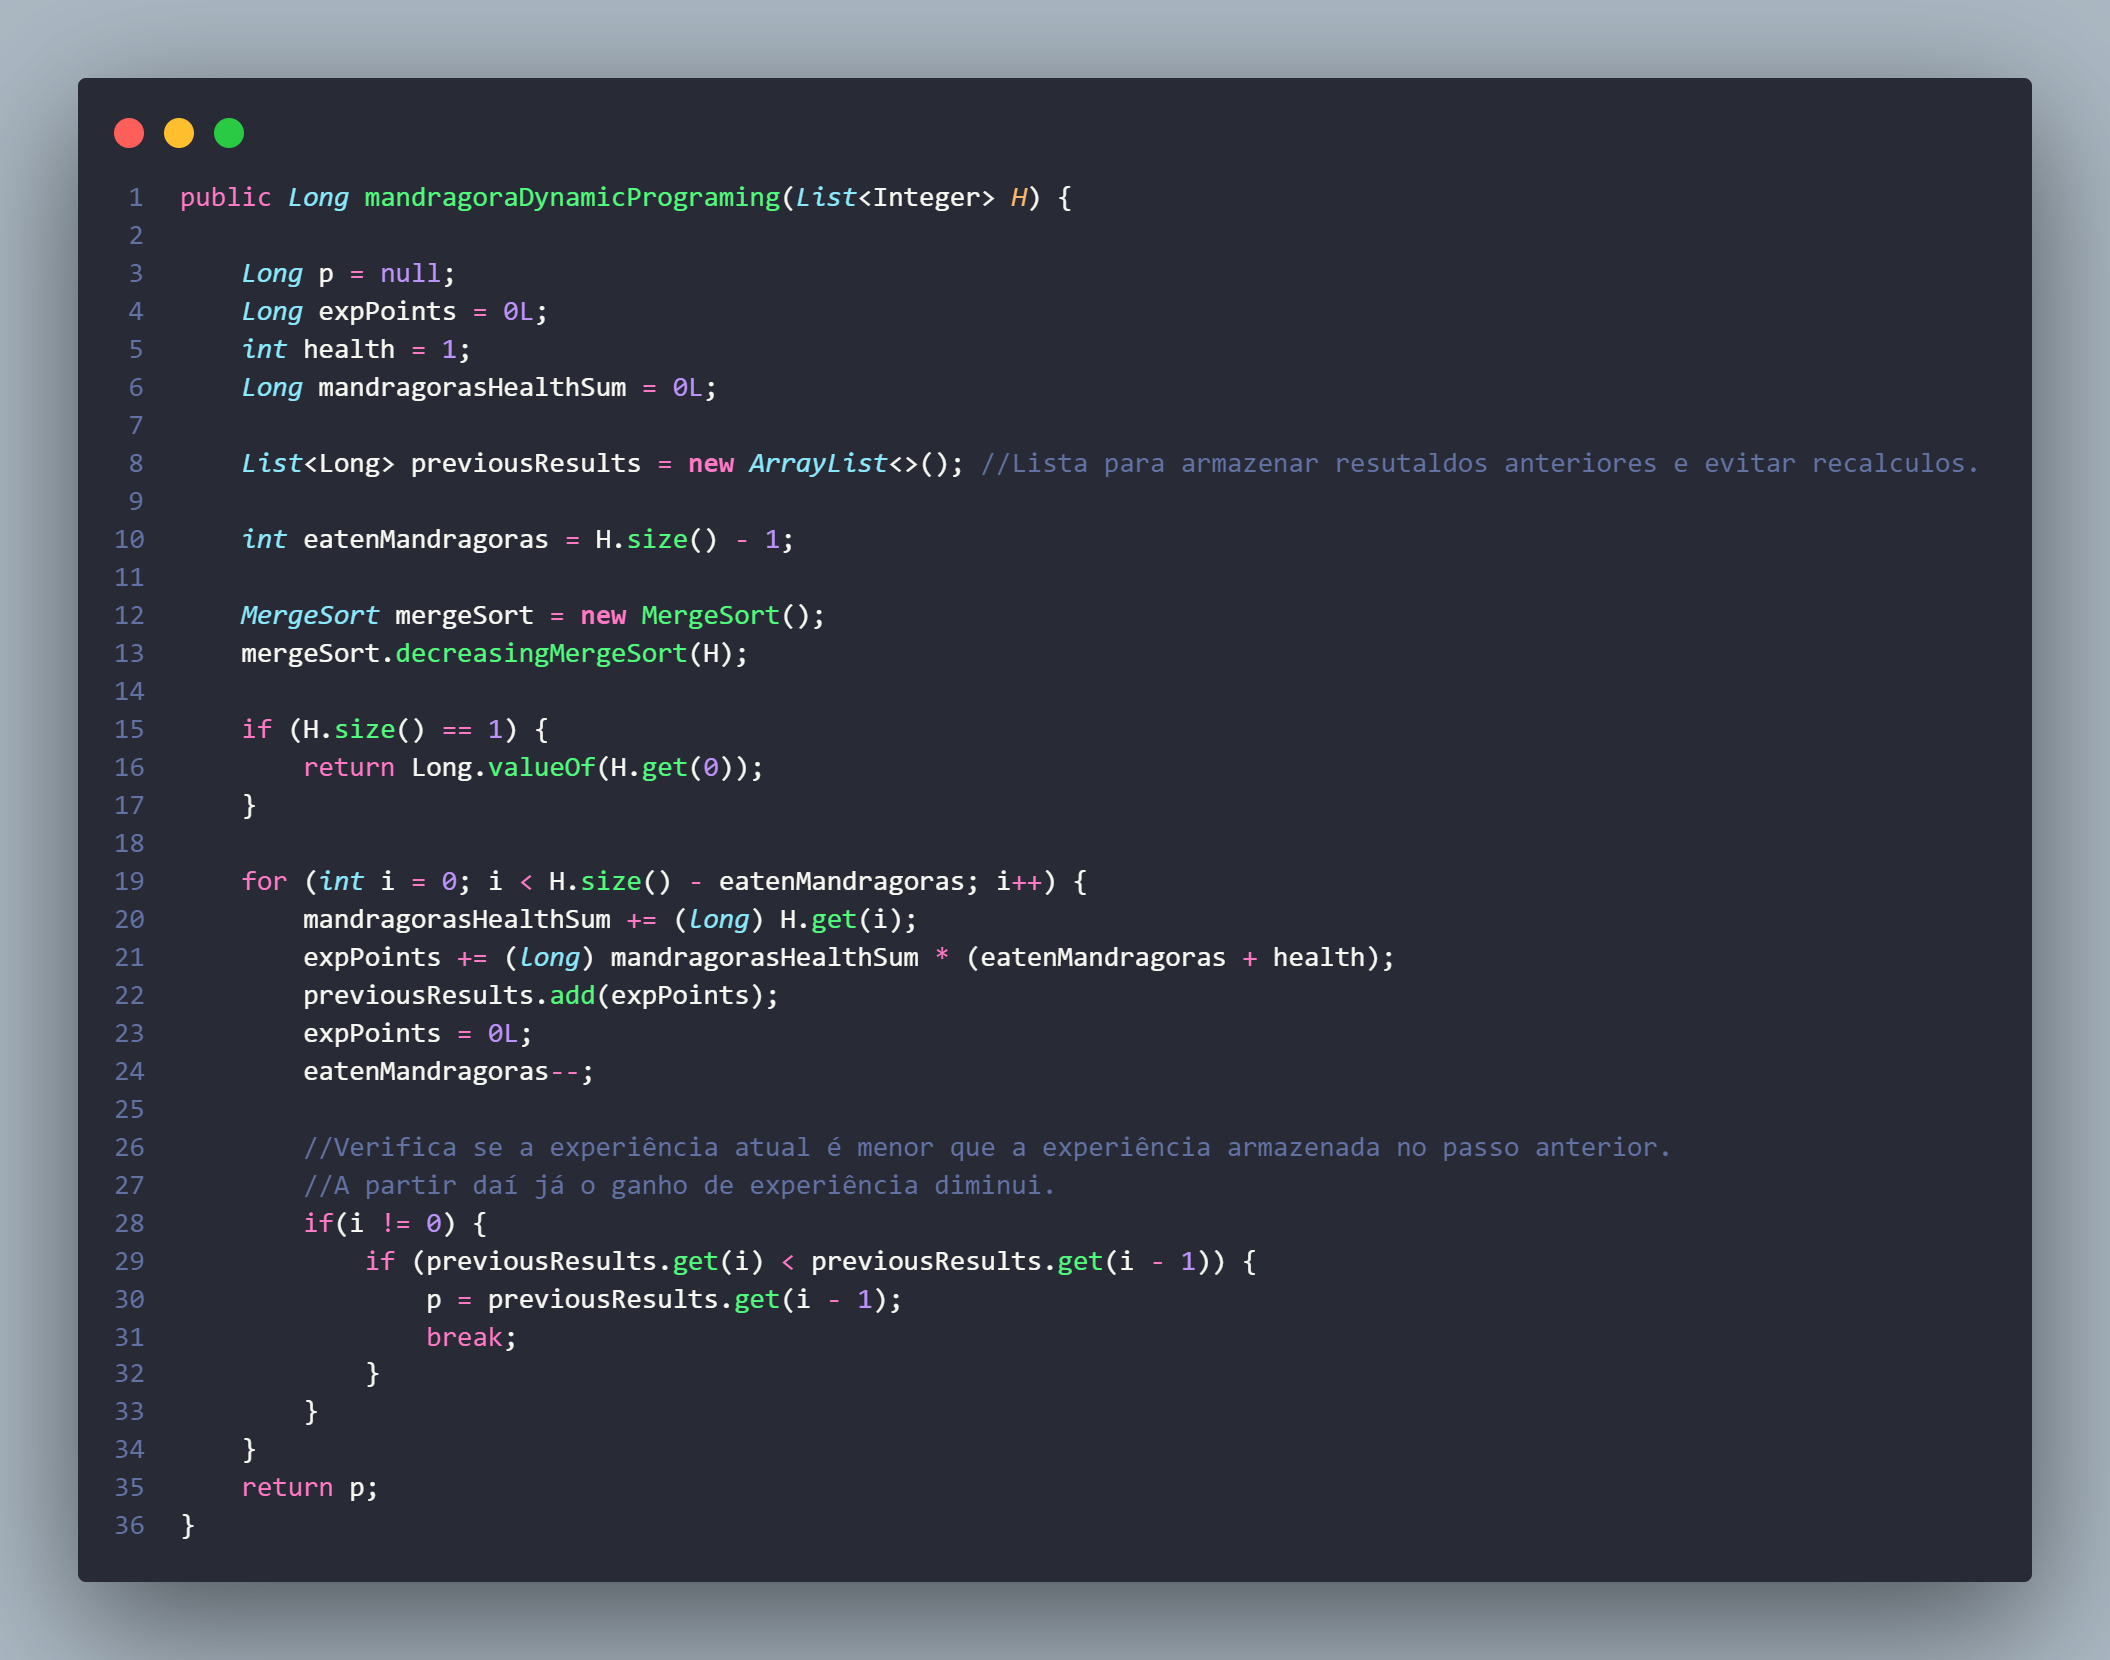 1 public Long mandragoraDynamicPrograming(List<Integer> H) {
2
3     Long p = null;
4     Long expPoints = 0L;
5     int health = 1;
6     Long mandragorasHealthSum = 0L;
7
8     List<Long> previousResults = new ArrayList<>(); //Lista para armazenar resutaldos anteriores e evitar recalculos.
9
10     int eatenMandragoras = H.size() - 1;
11
12     MergeSort mergeSort = new MergeSort();
13     mergeSort.decreasingMergeSort(H);
14
15     if (H.size() == 1) {
16         return Long.valueOf(H.get(0));
17     }
18
19     for (int i = 0; i < H.size() - eatenMandragoras; i++) {
20         mandragorasHealthSum += (long) H.get(i);
21         expPoints += (long) mandragorasHealthSum * (eatenMandragoras + health);
22         previousResults.add(expPoints);
23         expPoints = 0L;
24         eatenMandragoras--;
25
26         //Verifica se a experiência atual é menor que a experiência armazenada no passo anterior.
27         //A partir daí já o ganho de experiência diminui.
28         if(i != 0) {
29             if (previousResults.get(i) < previousResults.get(i - 1)) {
30                 p = previousResults.get(i - 1);
31                 break;
32             }
33         }
34     }
35     return p;
36 }